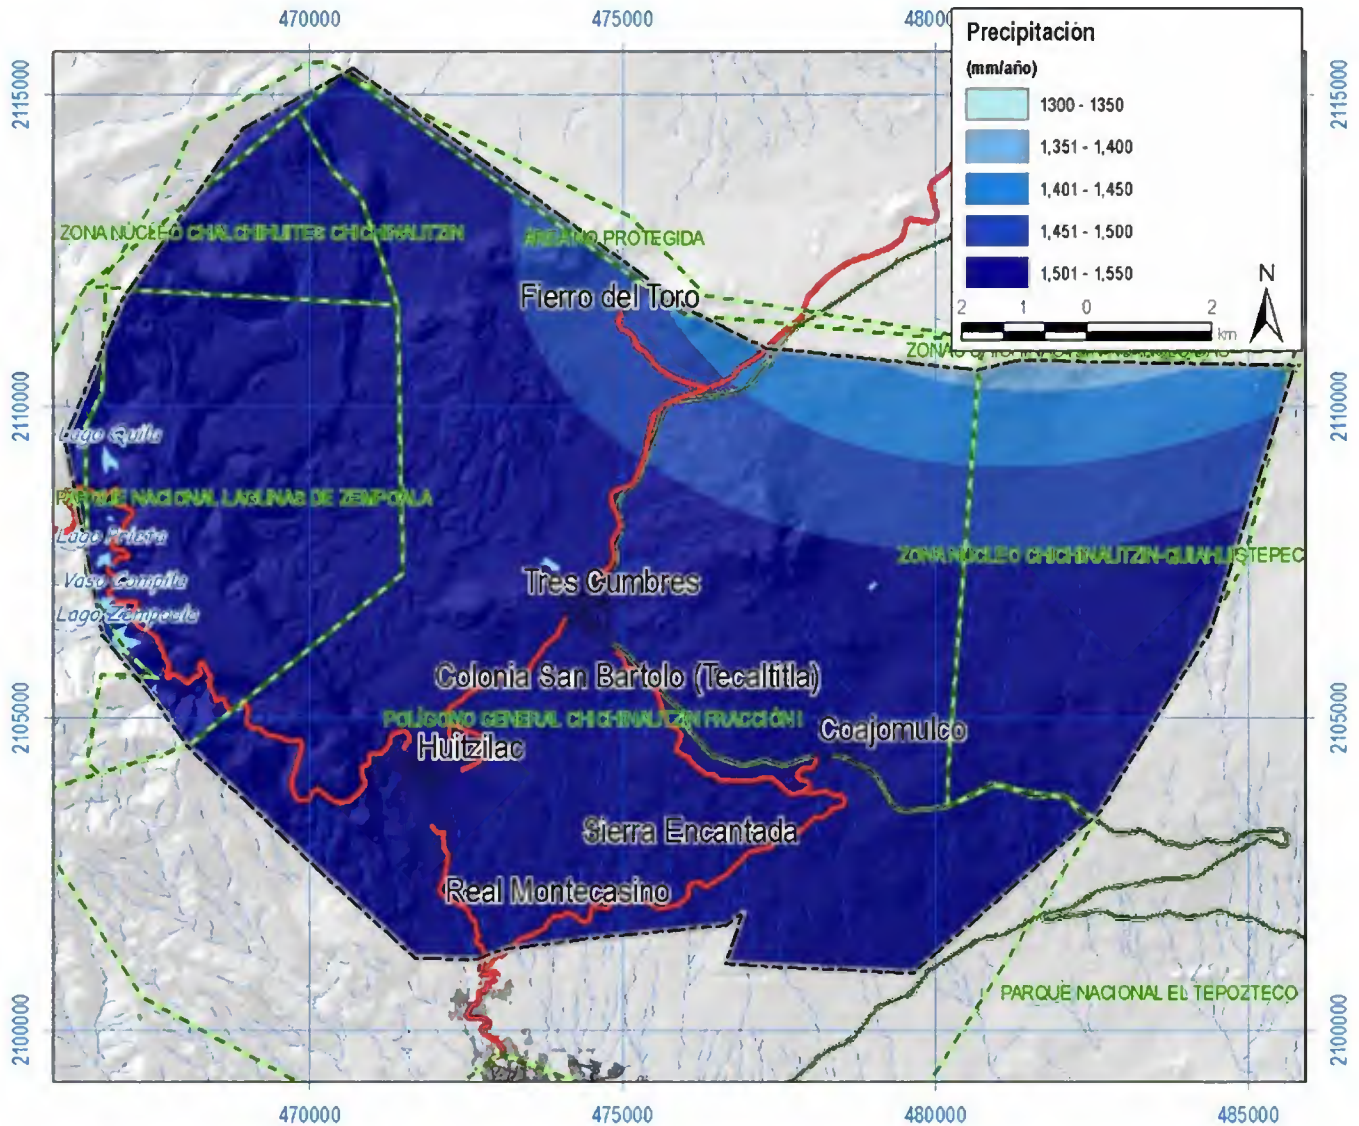 470000
475000
480000
Precipitación
(mm/año)
1300 - 1350
1,351 - 1,400
1,401 - 1,450
1,451 - 1,500
1,501 - 1,550
N
2 1 0 2
km
2115000
2115000
ZONA NÚCLEO CHALCHIHUITES CHICHINAUTZIN
PROTEGIDA
Fierro del Toro
2110000
2110000
Lago Quila
PARQUE NACIONAL LAGUNAS DE ZEMPOALA
Lago Prieto
Vaso Compila
Lago Zempoala
ZONA NÚCLEO CHICHINAUTZIN-QUIAHUISTEPEC
Tres Cumbres
Colonia San Bartolo (Tecaltitla)
2105000
2105000
POLÍGONO GENERAL CHICHINAUTZIN FRACCIÓN I
Coajomulco
Huitzilac
Sierra Encantada
Real Montecasino
PARQUE NACIONAL EL TEPOZTECO
2100000
2100000
470000
475000
480000
485000